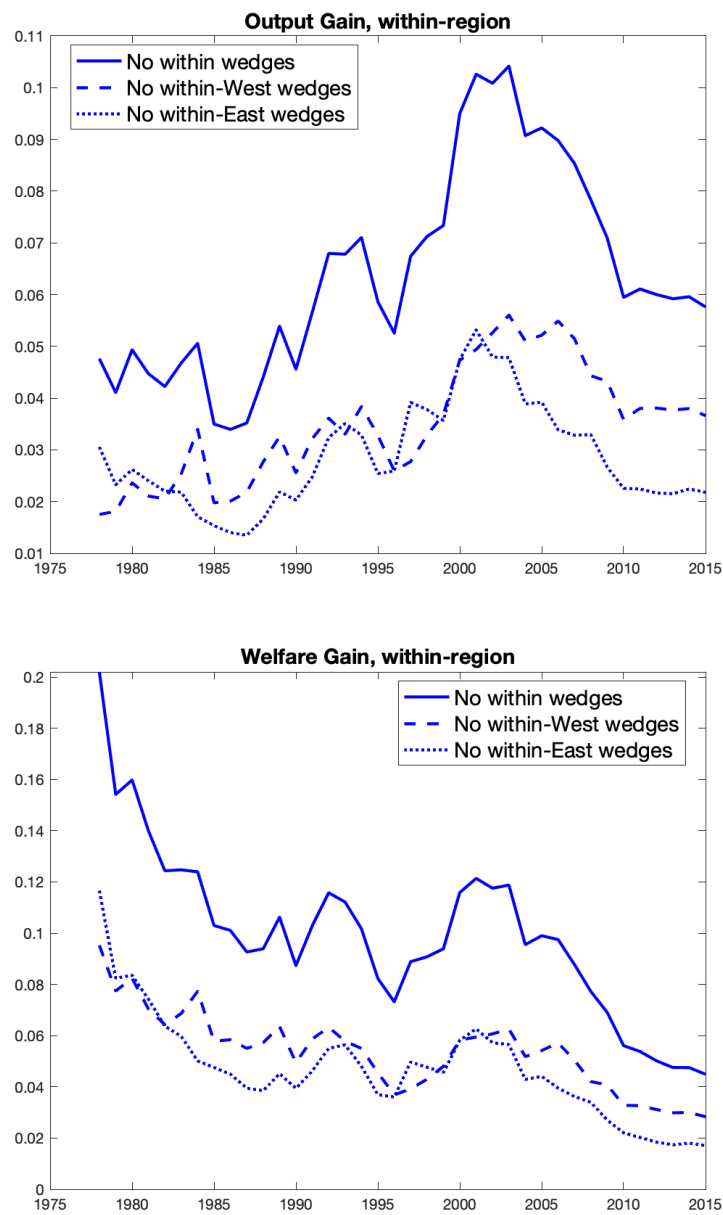 Output Gain, within-region
0.11
0.1
0.09
0.08
0.07
0.06
0.05
0.04
0.03
0.02
0.01
No within wedges
No within-West wedges
No within-East wedges
1975 1980 1985 1990 1995 2000 2005 2010 2015
Welfare Gain, within-region
0.2
0.18
0.16
0.14
0.12
0.1
0.08
0.06
0.04
0.02
0
No within wedges
No within-West wedges
No within-East wedges
1975 1980 1985 1990 1995 2000 2005 2010 2015